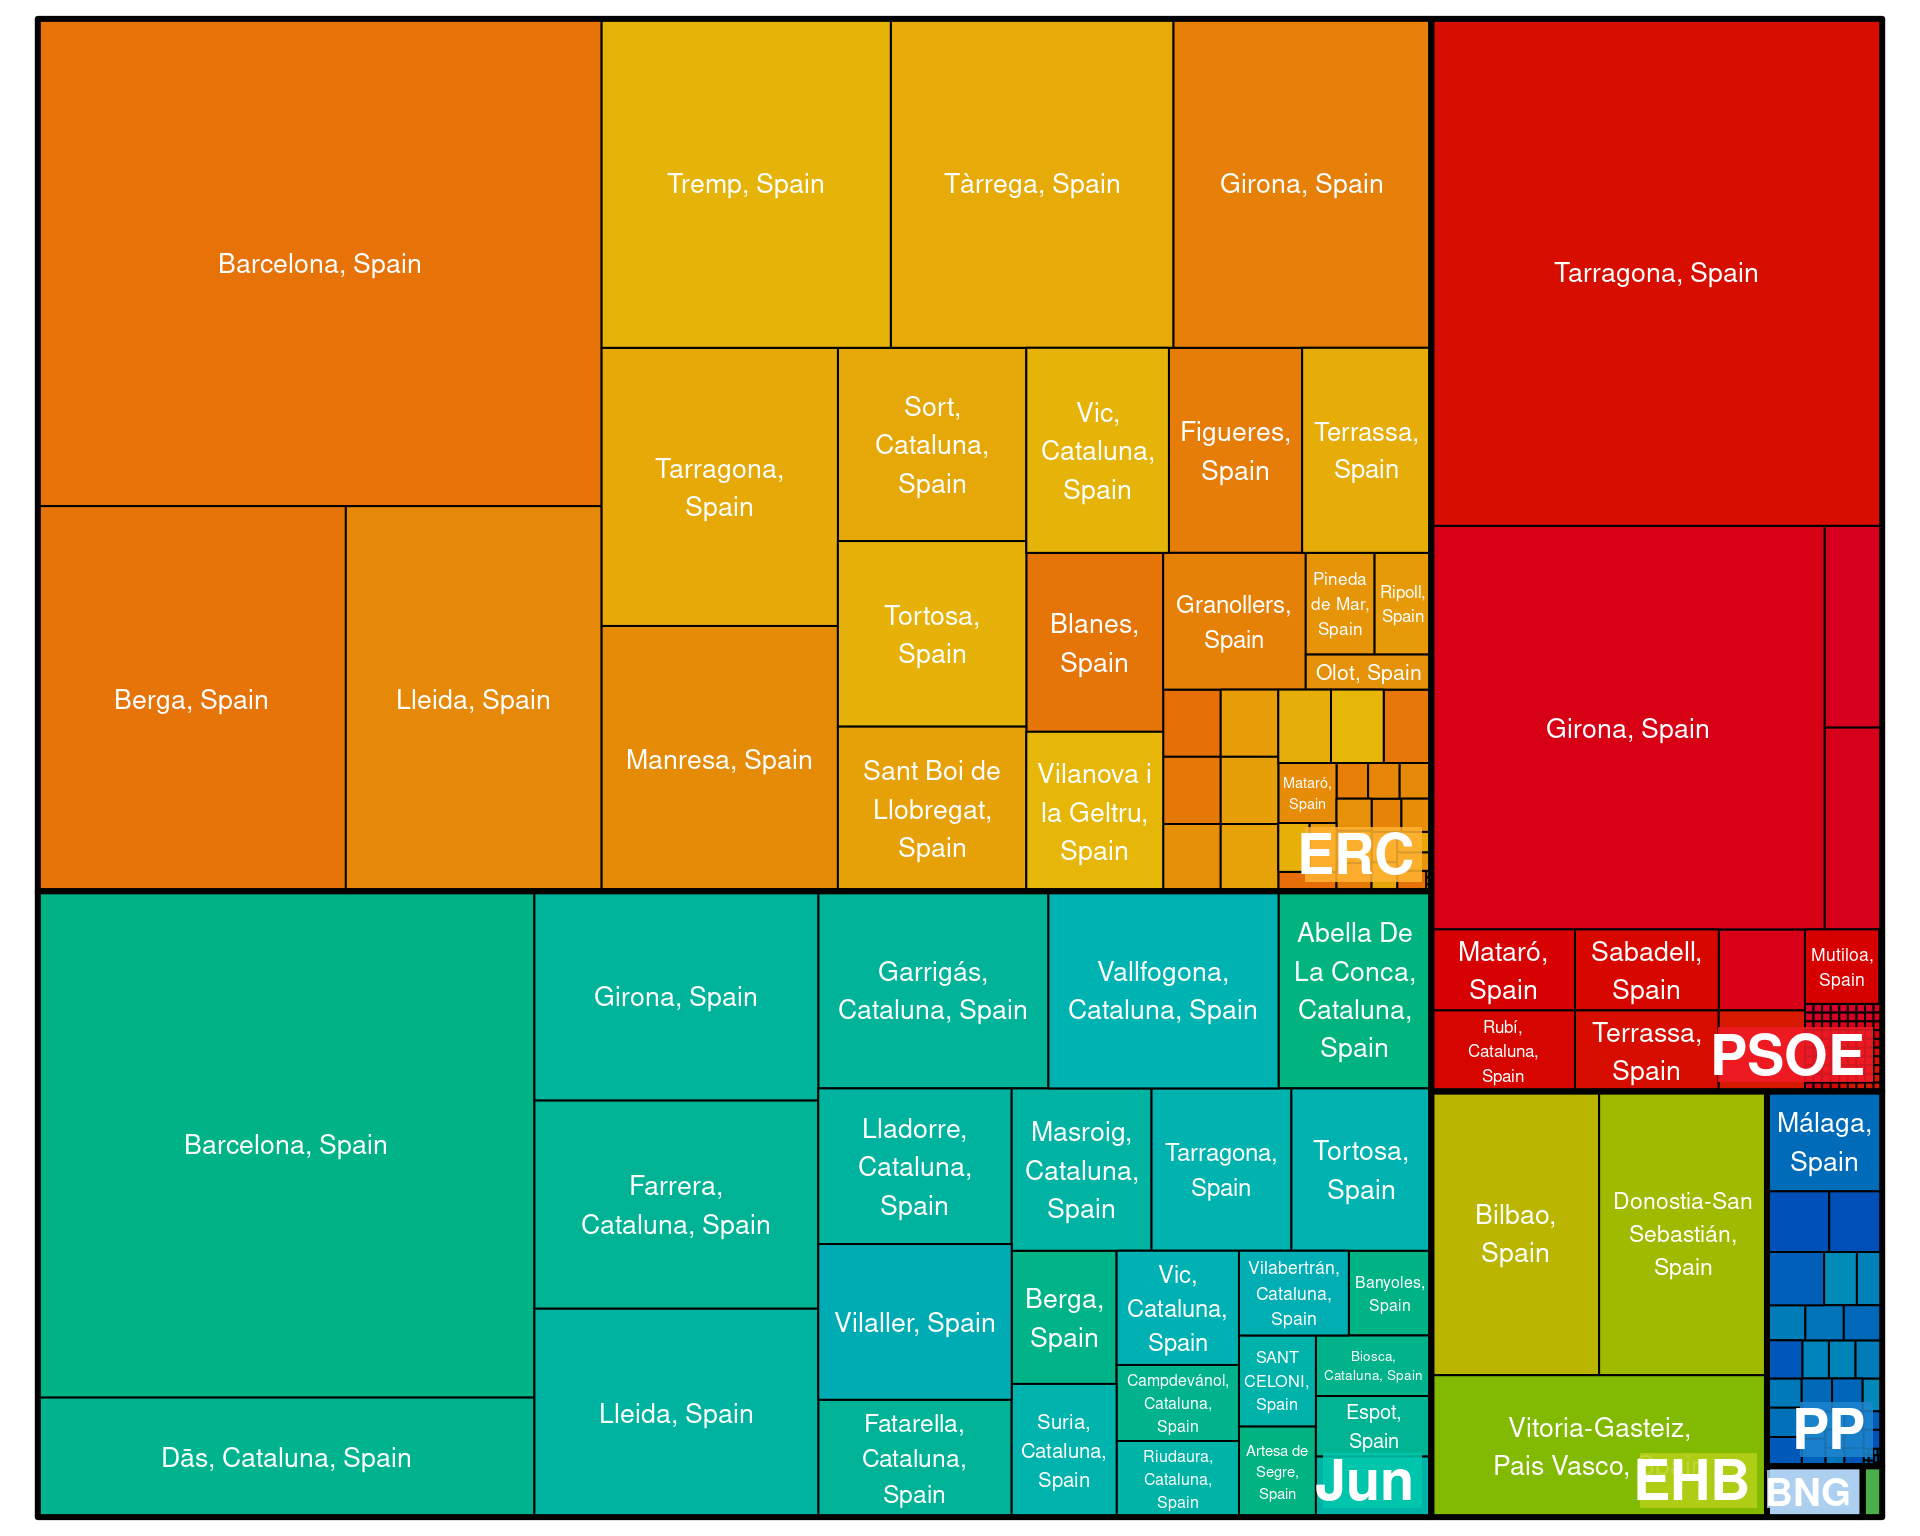 Barcelona, Spain
Tremp, Spain
Tàrrega, Spain
Girona, Spain
Berga, Spain
Lleida, Spain
Tarragona,
Spain
Manresa, Spain
Sort,
Cataluna,
Spain
Tortosa,
Spain
Sant Boi de
Llobregat,
Spain
Vic,
Cataluna,
Spain
Figueres,
Spain
Terrassa,
Spain
Blanes,
Spain
Vilanova i
la Geltru,
Spain
Granollers,
Spain
Pineda
de Mar,
Spain
Ripoll,
Spain
Olot, Spain
Mataró,
Spain
ERC
Barcelona, Spain
Dās, Cataluna, Spain
Girona, Spain
Farrera,
Cataluna, Spain
Lleida, Spain
Garrigás,
Cataluna, Spain
Vallfogona,
Cataluna, Spain
Abella De
La Conca,
Cataluna,
Spain
Lladorre,
Cataluna,
Spain
Vilaller, Spain
Fatarella,
Cataluna,
Spain
Masroig,
Cataluna,
Spain
Tarragona,
Spain
Tortosa,
Spain
Berga,
Spain
Suria,
Cataluna,
Spain
Vic,
Cataluna,
Spain
Campdevánol,
Cataluna,
Spain
Riudaura,
Cataluna,
Spain
Vilabertrán,
Cataluna,
Spain
Banyoles,
Spain
SANT
CELONI,
Spain
Artesa de
Segre,
Spain
Biosca,
Cataluna, Spain
Espot,
Spain
Jun
Tarragona, Spain
Girona, Spain
Mataró,
Spain
Sabadell,
Spain
Mutiloa,
Spain
Rubí,
Cataluna,
Spain
Terrassa,
Spain
PSOE
Bilbao,
Spain
Donostia-San
Sebastián,
Spain
Vitoria-Gasteiz,
Pais Vasco,
EHB
Málaga,
Spain
PP
BNG